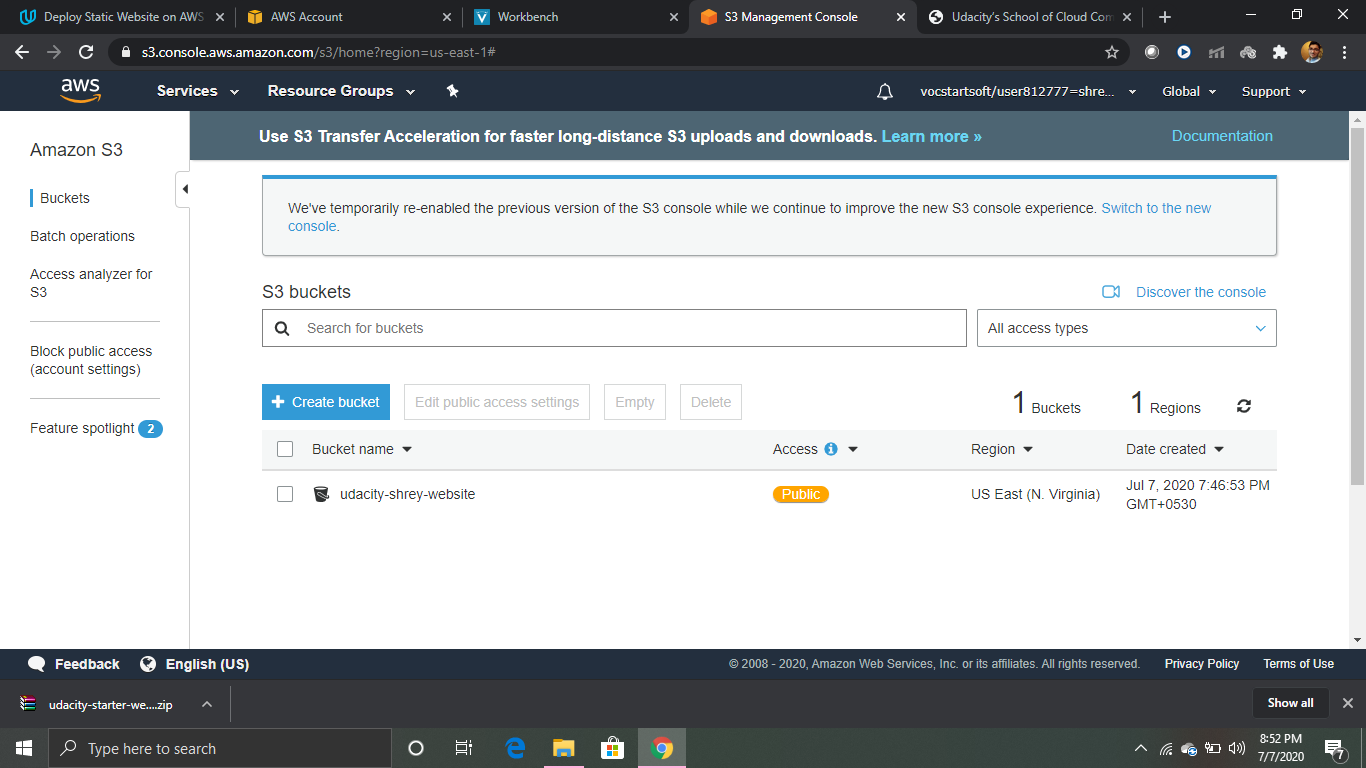 Deploy Static Website on AWS
AWS Account
Workbench
S3 Management Console
Udacity's School of Cloud Com
s3.console.aws.amazon.com/s3/home?region=us-east-1#
aws
Services
Resource Groups
vocstartsoft/user812777=shre...
Global
Support
Amazon S3
Buckets
Batch operations
Access analyzer for
S3
Block public access
(account settings)
Feature spotlight 2
Use S3 Transfer Acceleration for faster long-distance S3 uploads and downloads. Learn more »
Documentation
We've temporarily re-enabled the previous version of the S3 console while we continue to improve the new S3 console experience. Switch to the new
console.
S3 buckets
Discover the console
Search for buckets
All access types
+ Create bucket
Edit public access settings
Empty
Delete
1 Buckets
1 Regions
Bucket name
Access
Region
Date created
udacity-shrey-website
Public
US East (N. Virginia)
Jul 7, 2020 7:46:53 PM
GMT+0530
Feedback
English (US)
© 2008 - 2020, Amazon Web Services, Inc. or its affiliates. All rights reserved.
Privacy Policy
Terms of Use
udacity-starter-we....zip
Show all
Type here to search
8:52 PM
7/7/2020
7